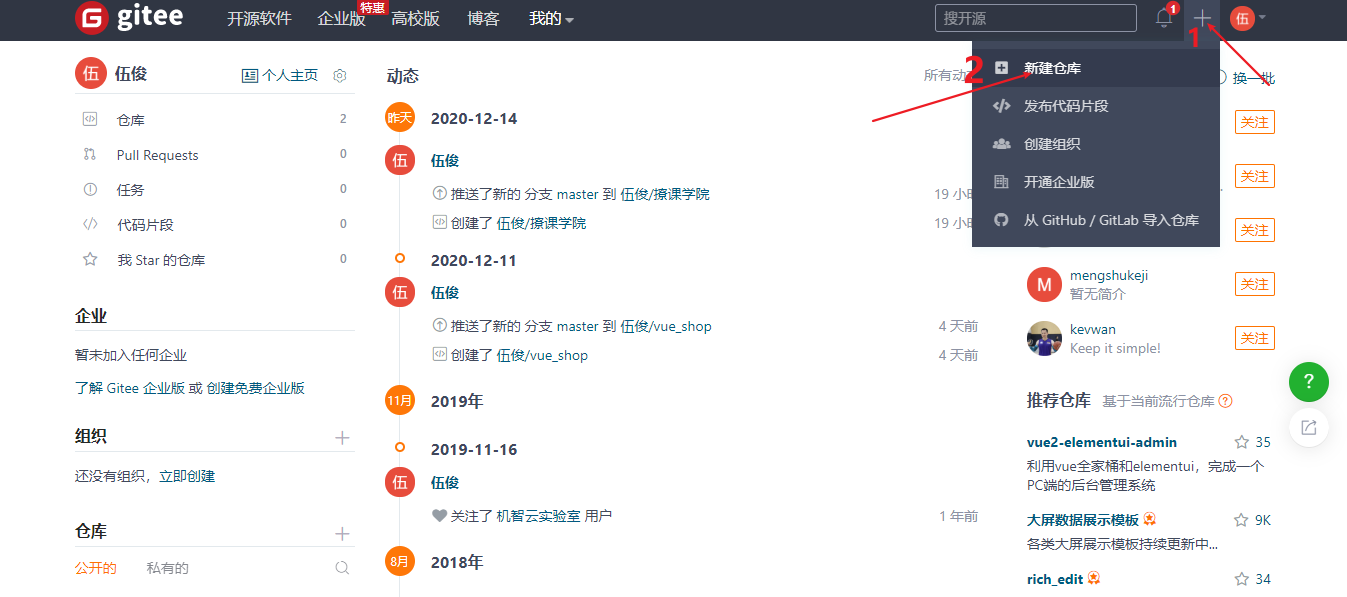 gitee
开源软件 企业版 特惠 高校版 博客 我的
搜开源
1
伍
1
2
新建仓库
发布代码片段
创建组织
开通企业版
从 GitHub / GitLab 导入仓库
伍 伍俊 个人主页
仓库 2
Pull Requests 0
任务 0
代码片段 0
我 Star 的仓库 0
企业
暂未加入任何企业
了解 Gitee 企业版 或 创建免费企业版
组织
还没有组织，立即创建
仓库
公开的 私有的
动态 所有动
昨天 2020-12-14
伍 伍俊
推送了新的 分支 master 到 伍俊/撩课学院 19 小
创建了 伍俊/撩课学院 19 小
2020-12-11
伍 伍俊
推送了新的 分支 master 到 伍俊/vue_shop 4 天前
创建了 伍俊/vue_shop 4 天前
11月 2019年
2019-11-16
伍 伍俊
关注了 机智云实验室 用户 1 年前
8月 2018年
换一批
关注
关注
关注
M mengshukeji 关注
暂无简介
kevwan 关注
Keep it simple!
推荐仓库 基于当前流行仓库 ?
vue2-elementui-admin 35
利用vue全家桶和elementui，完成一个
PC端的后台管理系统
大屏数据展示模板 9K
各类大屏展示模板持续更新中...
rich_edit 34
?